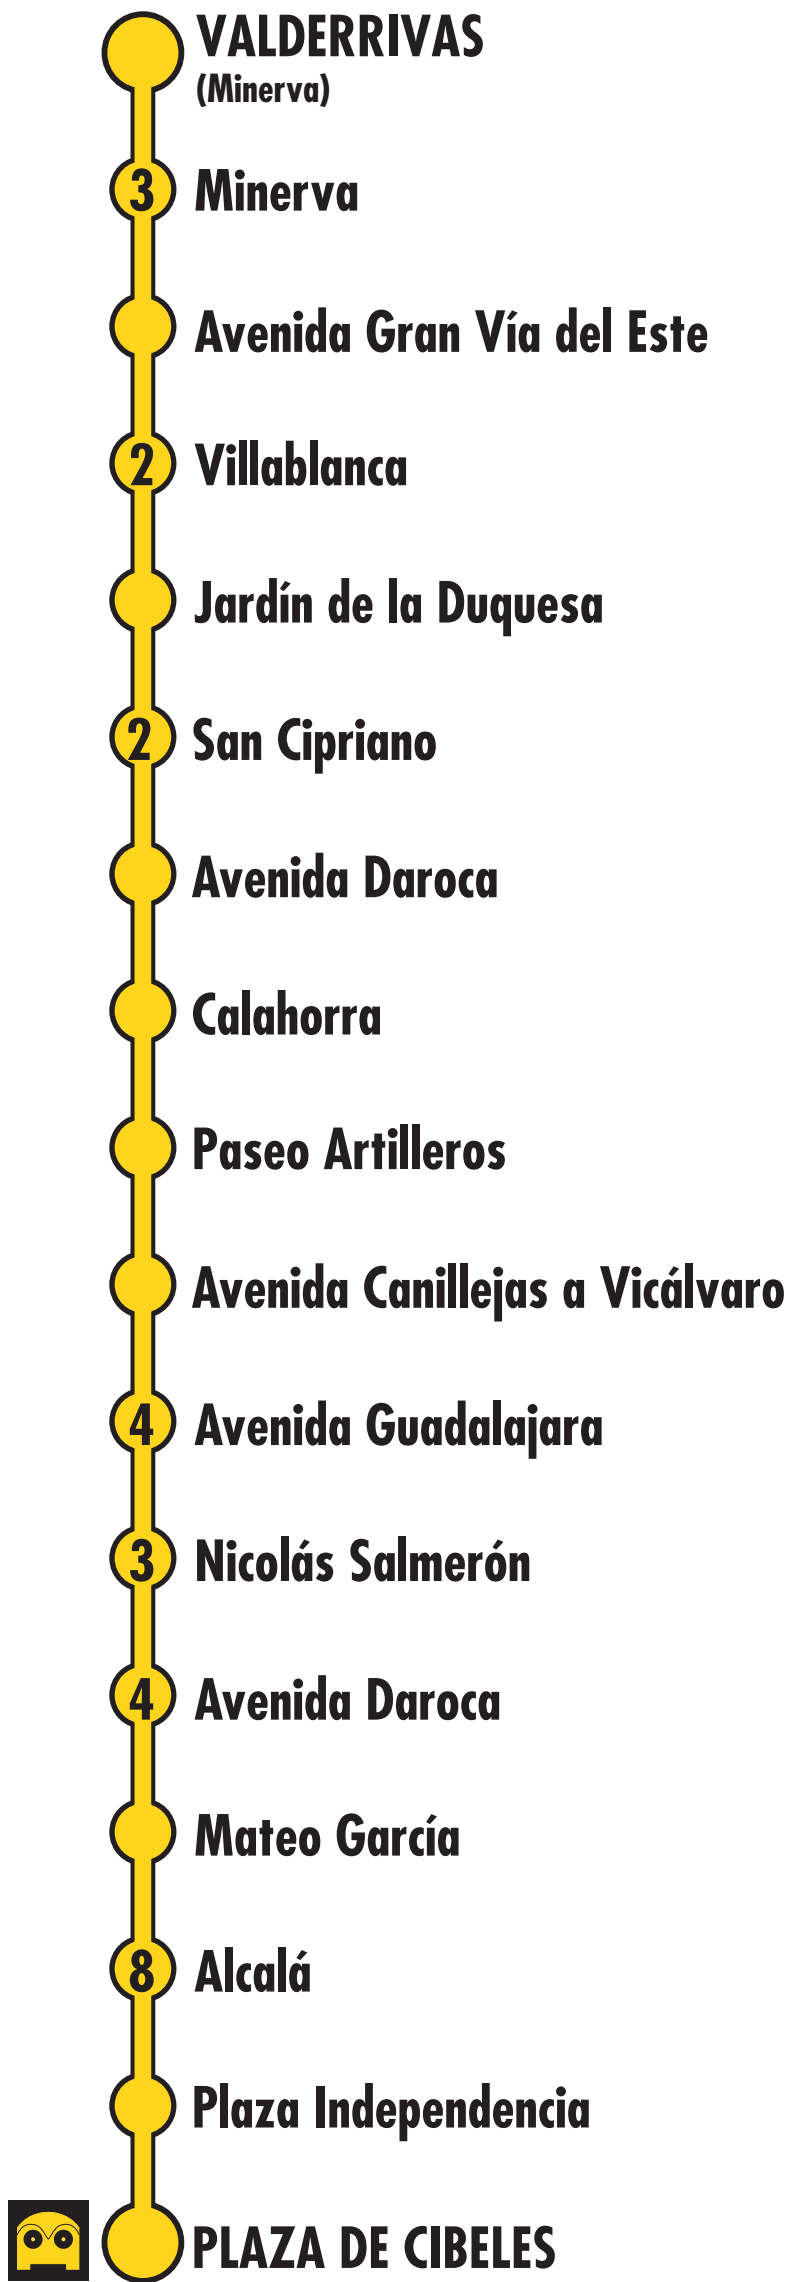 VALDERRIVAS
(Minerva)
3 Minerva
Avenida Gran Vía del Este
2 Villablanca
Jardín de la Duquesa
2 San Cipriano
Avenida Daroca
Calahorra
Paseo Artilleros
Avenida Canillejas a Vicálvaro
4 Avenida Guadalajara
3 Nicolás Salmerón
4 Avenida Daroca
Mateo García
8 Alcalá
Plaza Independencia
PLAZA DE CIBELES